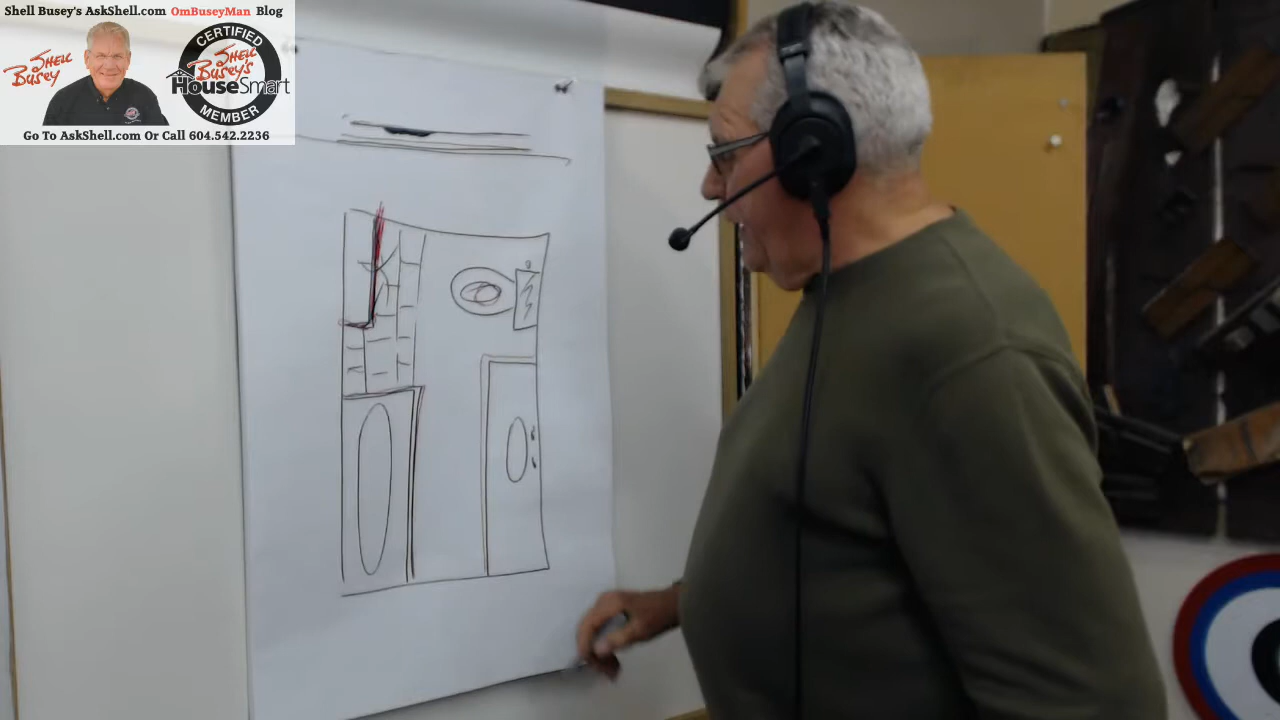 Shell Busey's AskShell.com OmBuseyMan Blog
SHELL BUSEY
CERTIFIED
SHELL BUSEY'S
HouseSmart
MEMBER
Go To AskShell.com Or Call 604.542.2236